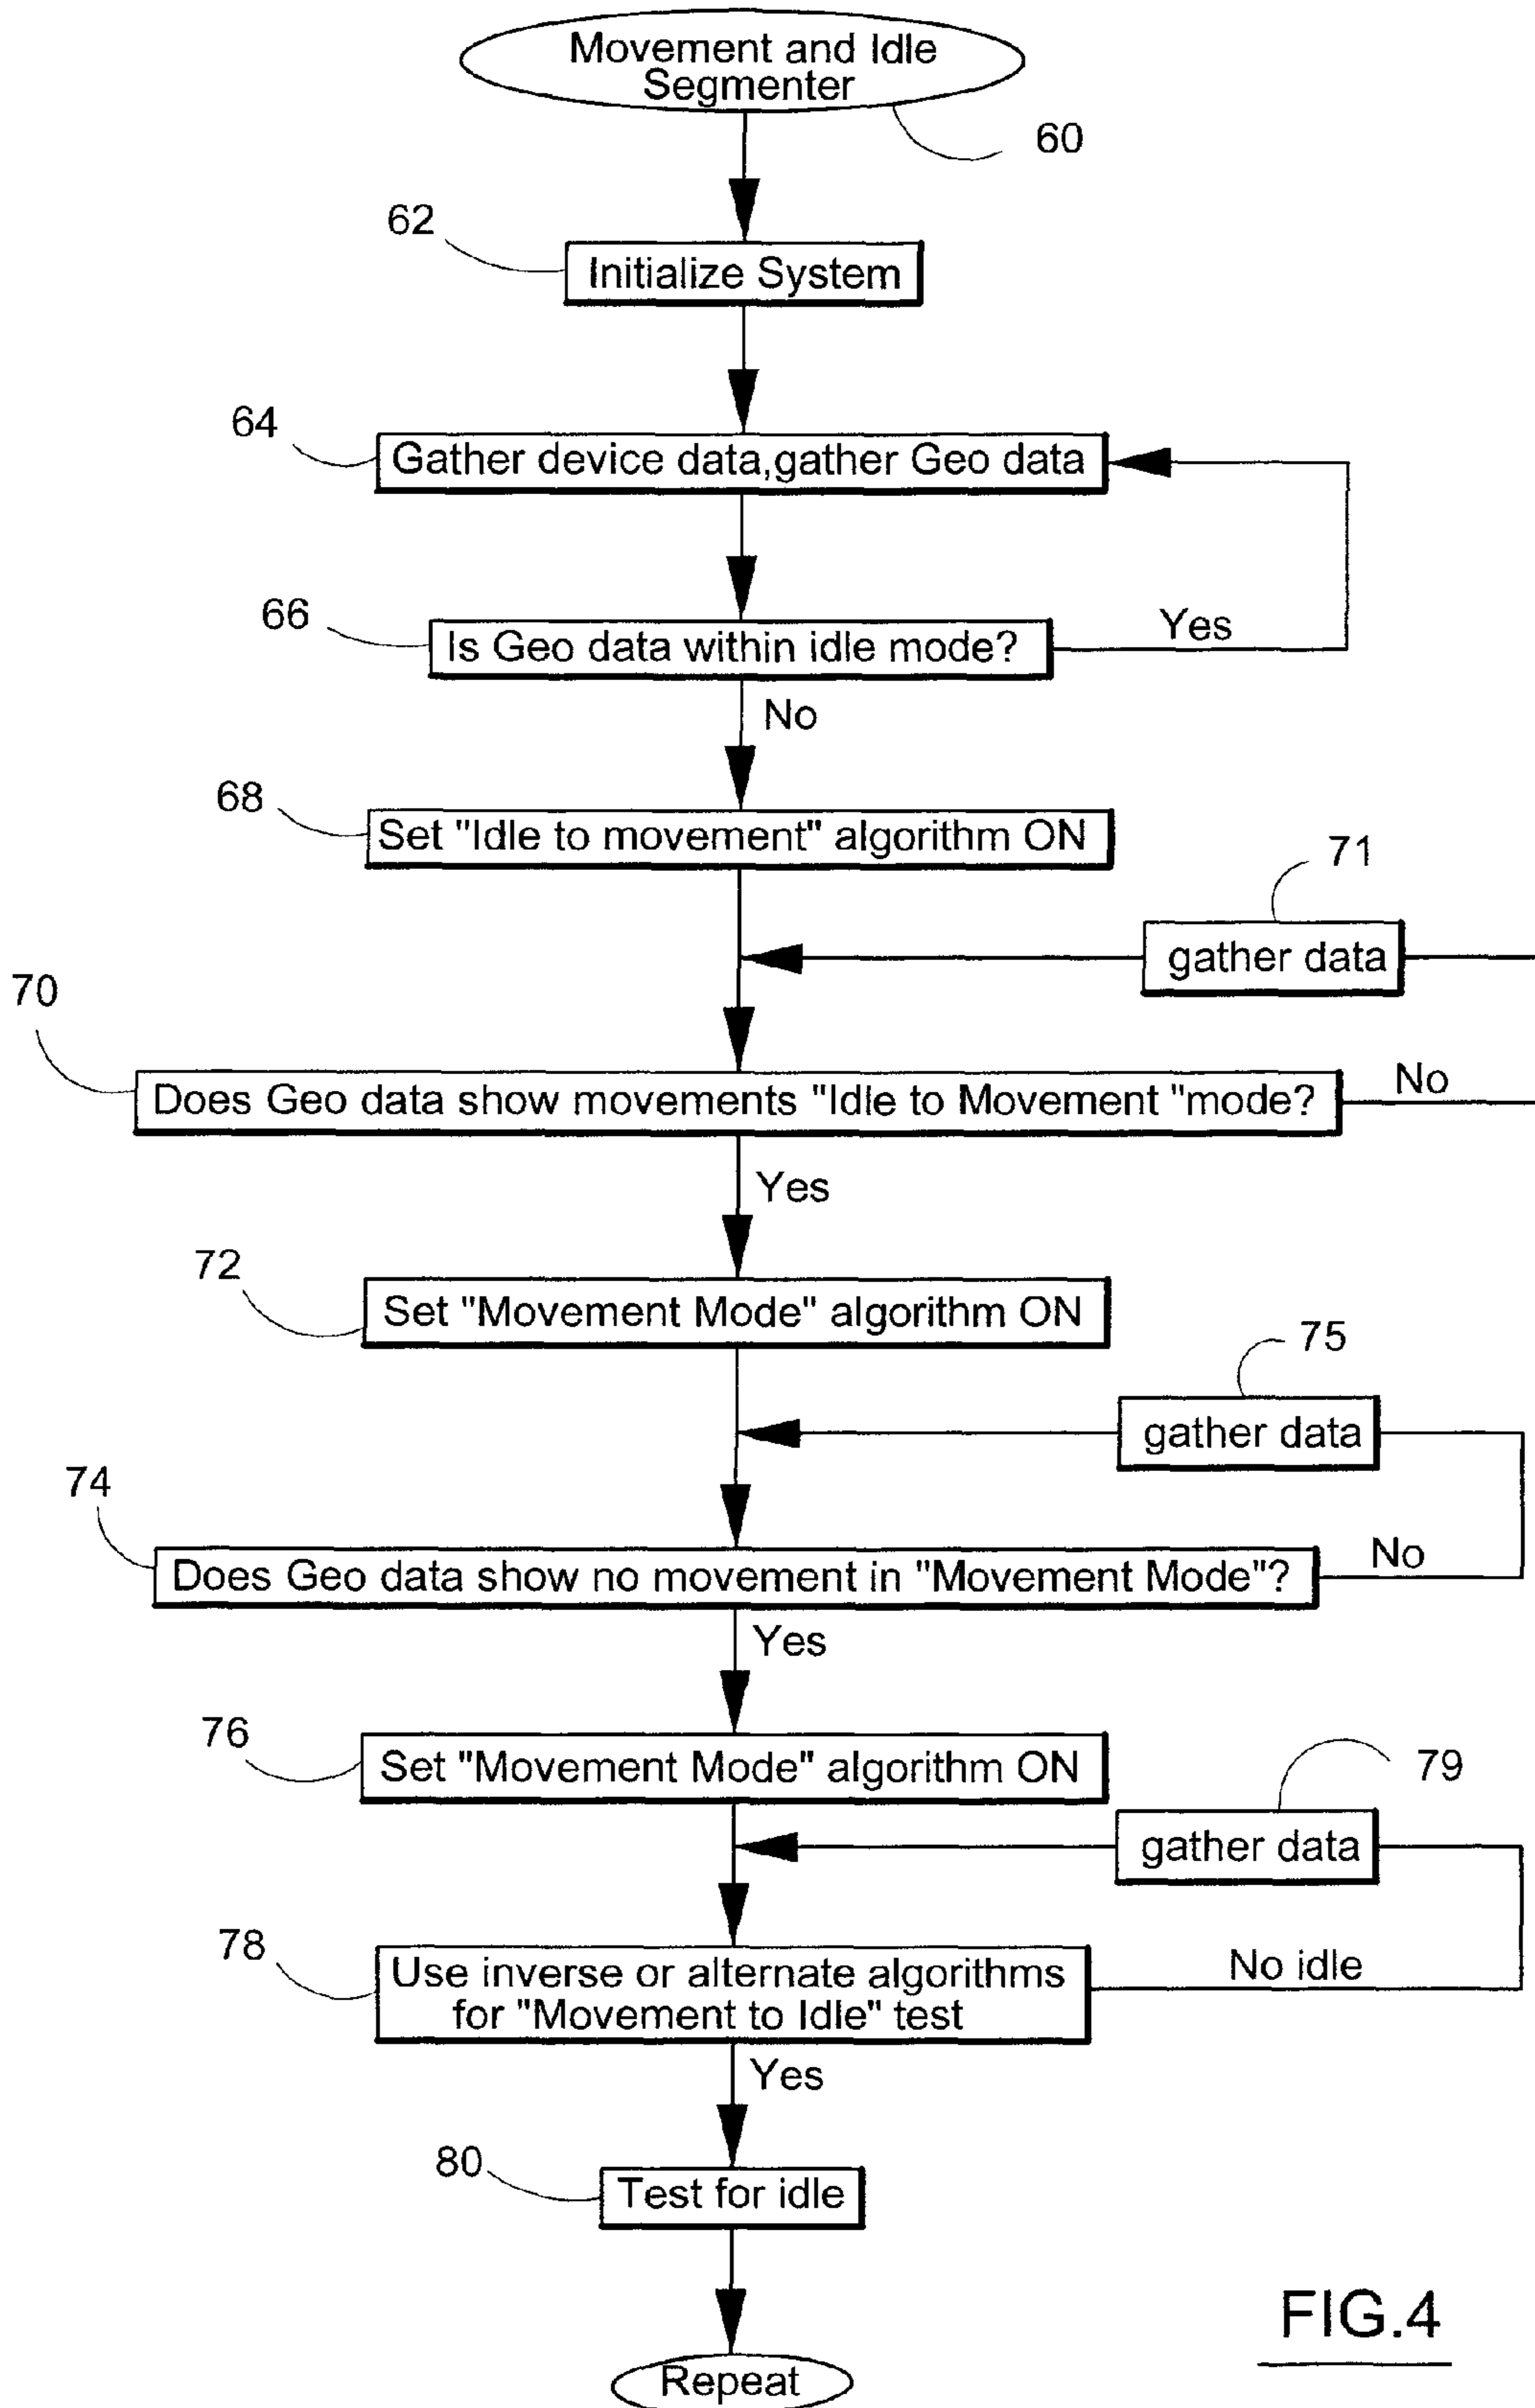 Movement and Idle
Segmenter
60
62
Initialize System
64
Gather device data,gather Geo data
66
Is Geo data within idle mode?
Yes
No
68
Set "Idle to movement" algorithm ON
71
gather data
70
Does Geo data show movements "Idle to Movement "mode?
No
Yes
72
Set "Movement Mode" algorithm ON
75
gather data
74
Does Geo data show no movement in "Movement Mode"?
No
Yes
76
Set "Movement Mode" algorithm ON
79
gather data
78
Use inverse or alternate algorithms
for "Movement to Idle" test
No idle
Yes
80
Test for idle
Repeat
FIG.4